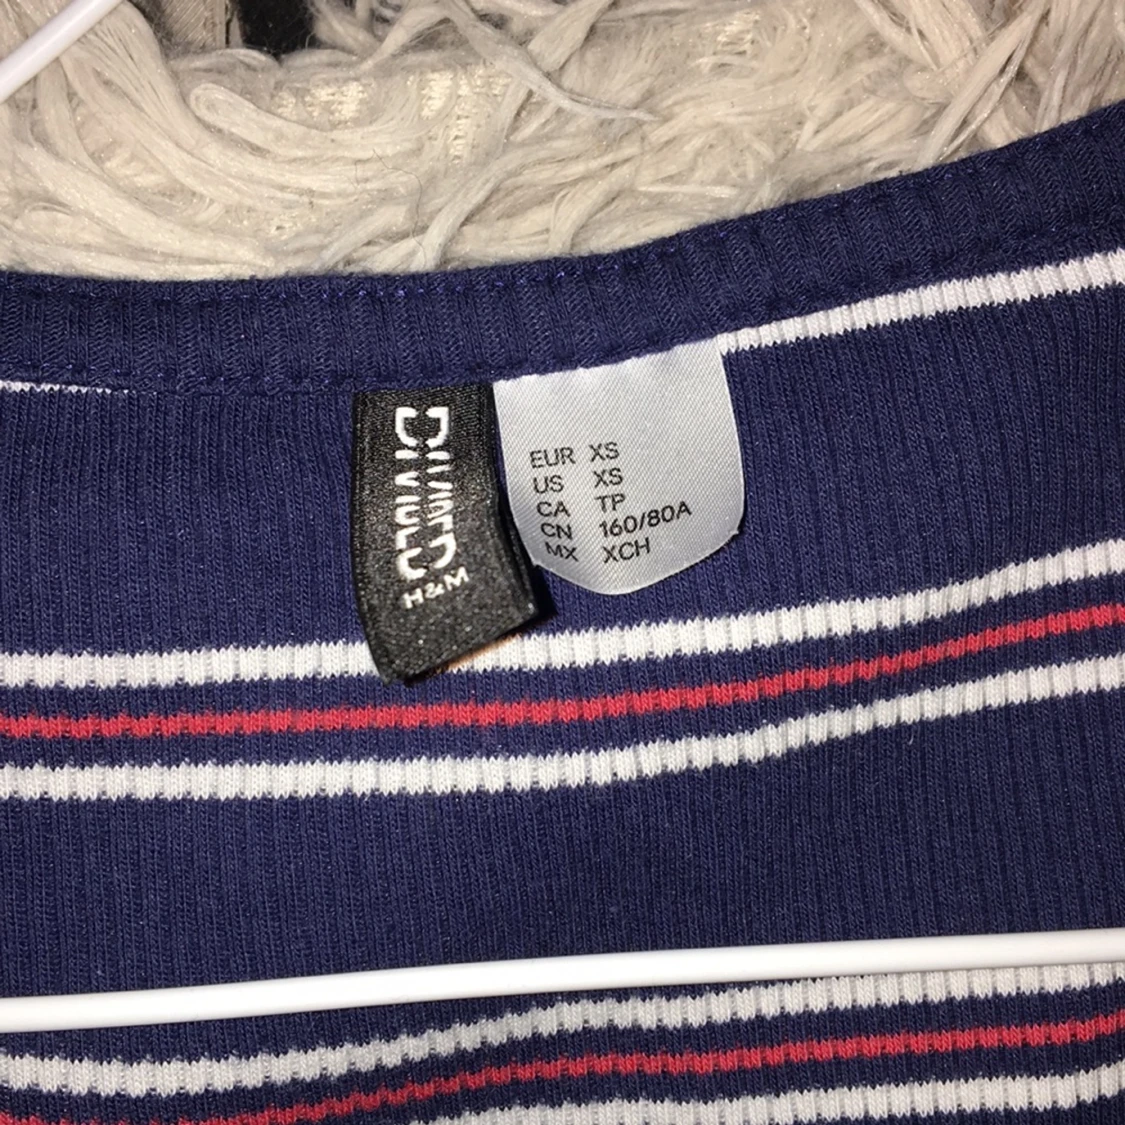 DIVIDED
H&M
EUR XS
US XS
CA TP
CN 160/80A
MX XCH